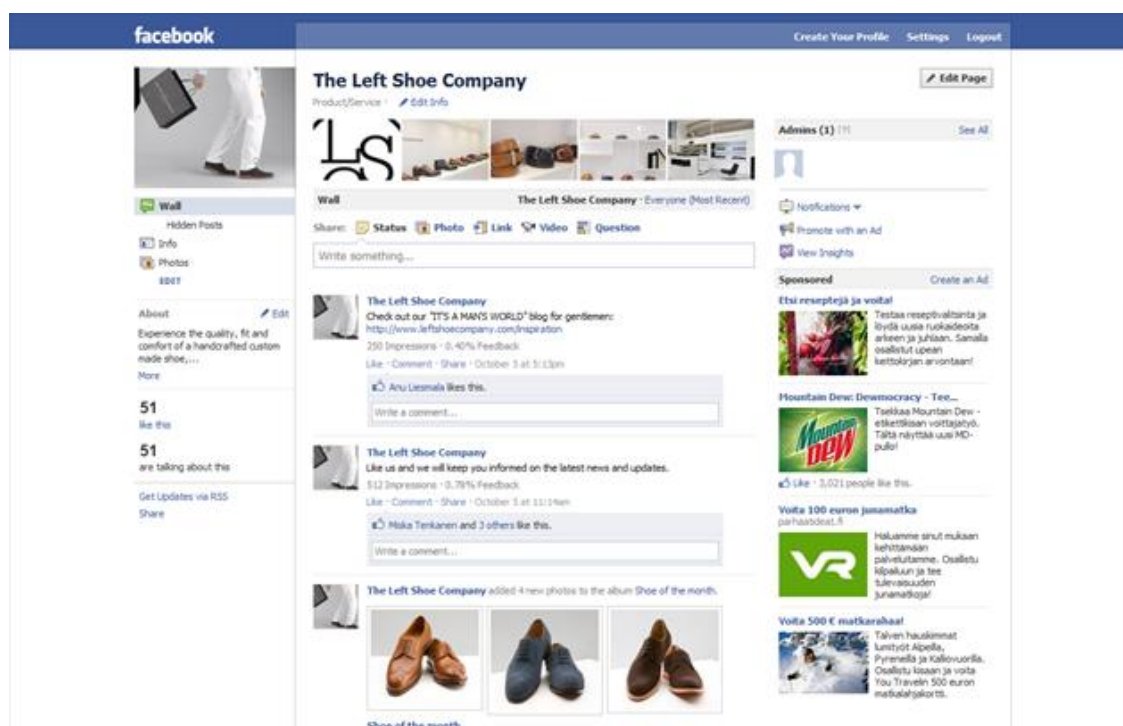 facebook
Create Your Profile Settings Logout
The Left Shoe Company
Edit Page
Product/Service · Edit Info
LS
Admins (1) [?] See All
Wall
Hidden Posts
Info
Photos
EDIT
About Edit
Experience the quality, fit and
comfort of a handcrafted custom
made shoe,...
More
51
like this
51
are talking about this
Get Updates via RSS
Share
Wall The Left Shoe Company · Everyone (Most Recent)
Share: Status Photo Link Video Question
Write something...
The Left Shoe Company
Check out our "IT'S A MAN'S WORLD" blog for gentlemen:
http://www.leftshoecompany.com/inspiration
250 Impressions · 0.40% Feedback
Like · Comment · Share · October 5 at 5:13pm
Anu Liesmala likes this.
Write a comment...
The Left Shoe Company
Like us and we will keep you informed on the latest news and updates.
512 Impressions · 0.78% Feedback
Like · Comment · Share · October 5 at 11:14am
Miska Tenkanen and 3 others like this.
Write a comment...
The Left Shoe Company added 4 new photos to the album Shoe of the month.
Shoe of the month
Notifications
Promote with an Ad
View Insights
Sponsored Create an Ad
Etsi reseptejä ja voita!
Testaa reseptivalitsinta ja
löydä uusia ruokaideoita
arkeen ja juhlaan. Samalla
osallistut upean
keittokirjan arvontaan!
Mountain Dew: Dewmocracy - Tee...
Mountain
DEW
Tsekkaa Mountain Dew -
etikettikisan voittajatyö.
Tältä näyttää uusi MD-
pullo!
Like · 3,021 people like this.
Voita 100 euron junamatka
parhaatideat.fi
VR
Haluamme sinut mukaan
kehittämään
palveluitamme. Osallistu
kilpailuun ja tee
tulevaisuuden
junamatkoja!
Voita 500 € matkarahaa!
Talven hauskimmat
lumityöt Alpeilla,
Pyreneillä ja Kalliovuorilla.
Osallistu kisaan ja voita
You Travelin 500 euron
matkalahjakortti.